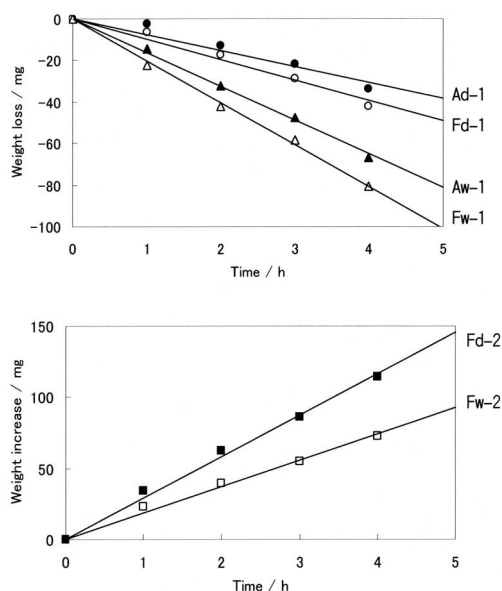 0
-20
-40
-60
-80
-100
Weight loss / mg
0 1 2 3 4 5
Time / h
Ad-1
Fd-1
Aw-1
Fw-1
150
100
50
0
Weight increase / mg
0 1 2 3 4 5
Time / h
Fd-2
Fw-2